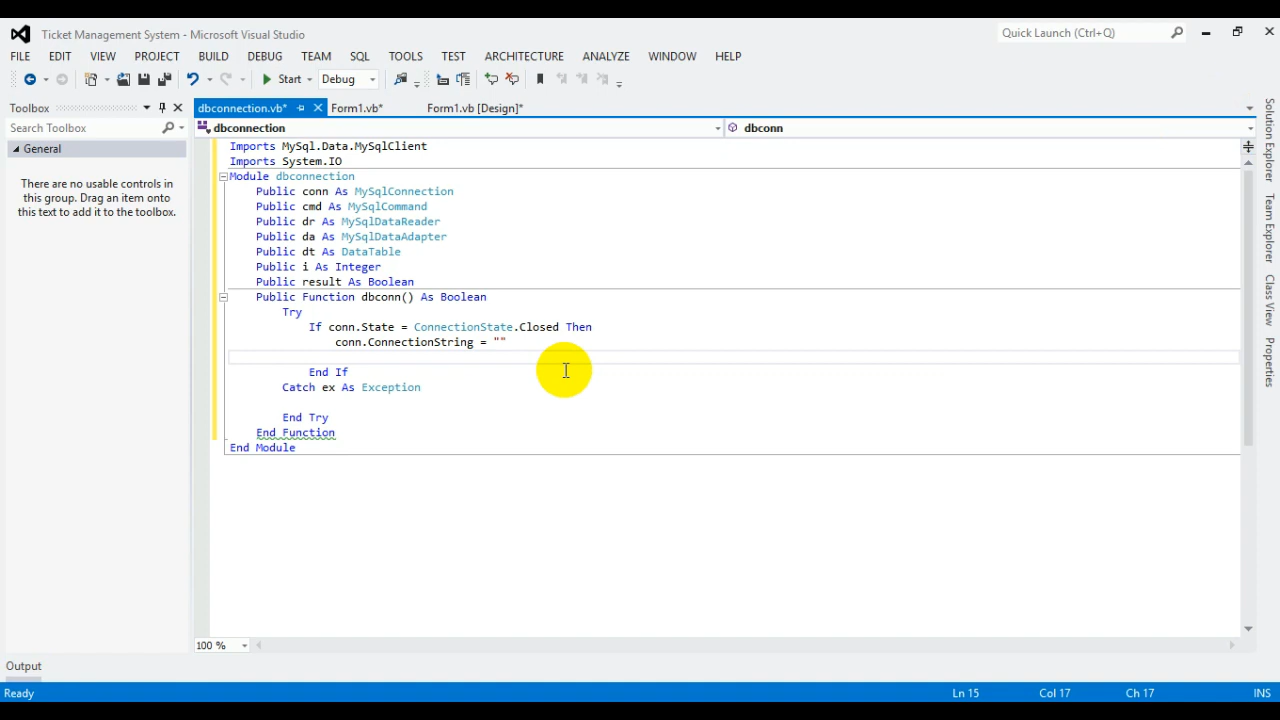 Ticket Management System - Microsoft Visual Studio
Quick Launch (Ctrl+Q)
FILE EDIT VIEW PROJECT BUILD DEBUG TEAM SQL TOOLS TEST ARCHITECTURE ANALYZE WINDOW HELP
Start Debug
Toolbox
dbconnection.vb* Form1.vb* Form1.vb [Design]*
Search Toolbox
dbconnection dbconn
General
There are no usable controls in
this group. Drag an item onto
this text to add it to the toolbox.
Imports MySql.Data.MySqlClient
Imports System.IO
Module dbconnection
Public conn As MySqlConnection
Public cmd As MySqlCommand
Public dr As MySqlDataReader
Public da As MySqlDataAdapter
Public dt As DataTable
Public i As Integer
Public result As Boolean
Public Function dbconn() As Boolean
Try
If conn.State = ConnectionState.Closed Then
conn.ConnectionString = ""
End If
Catch ex As Exception
End Try
End Function
End Module
Solution Explorer
Team Explorer
Class View
Properties
100 %
Output
Ready Ln 15 Col 17 Ch 17 INS